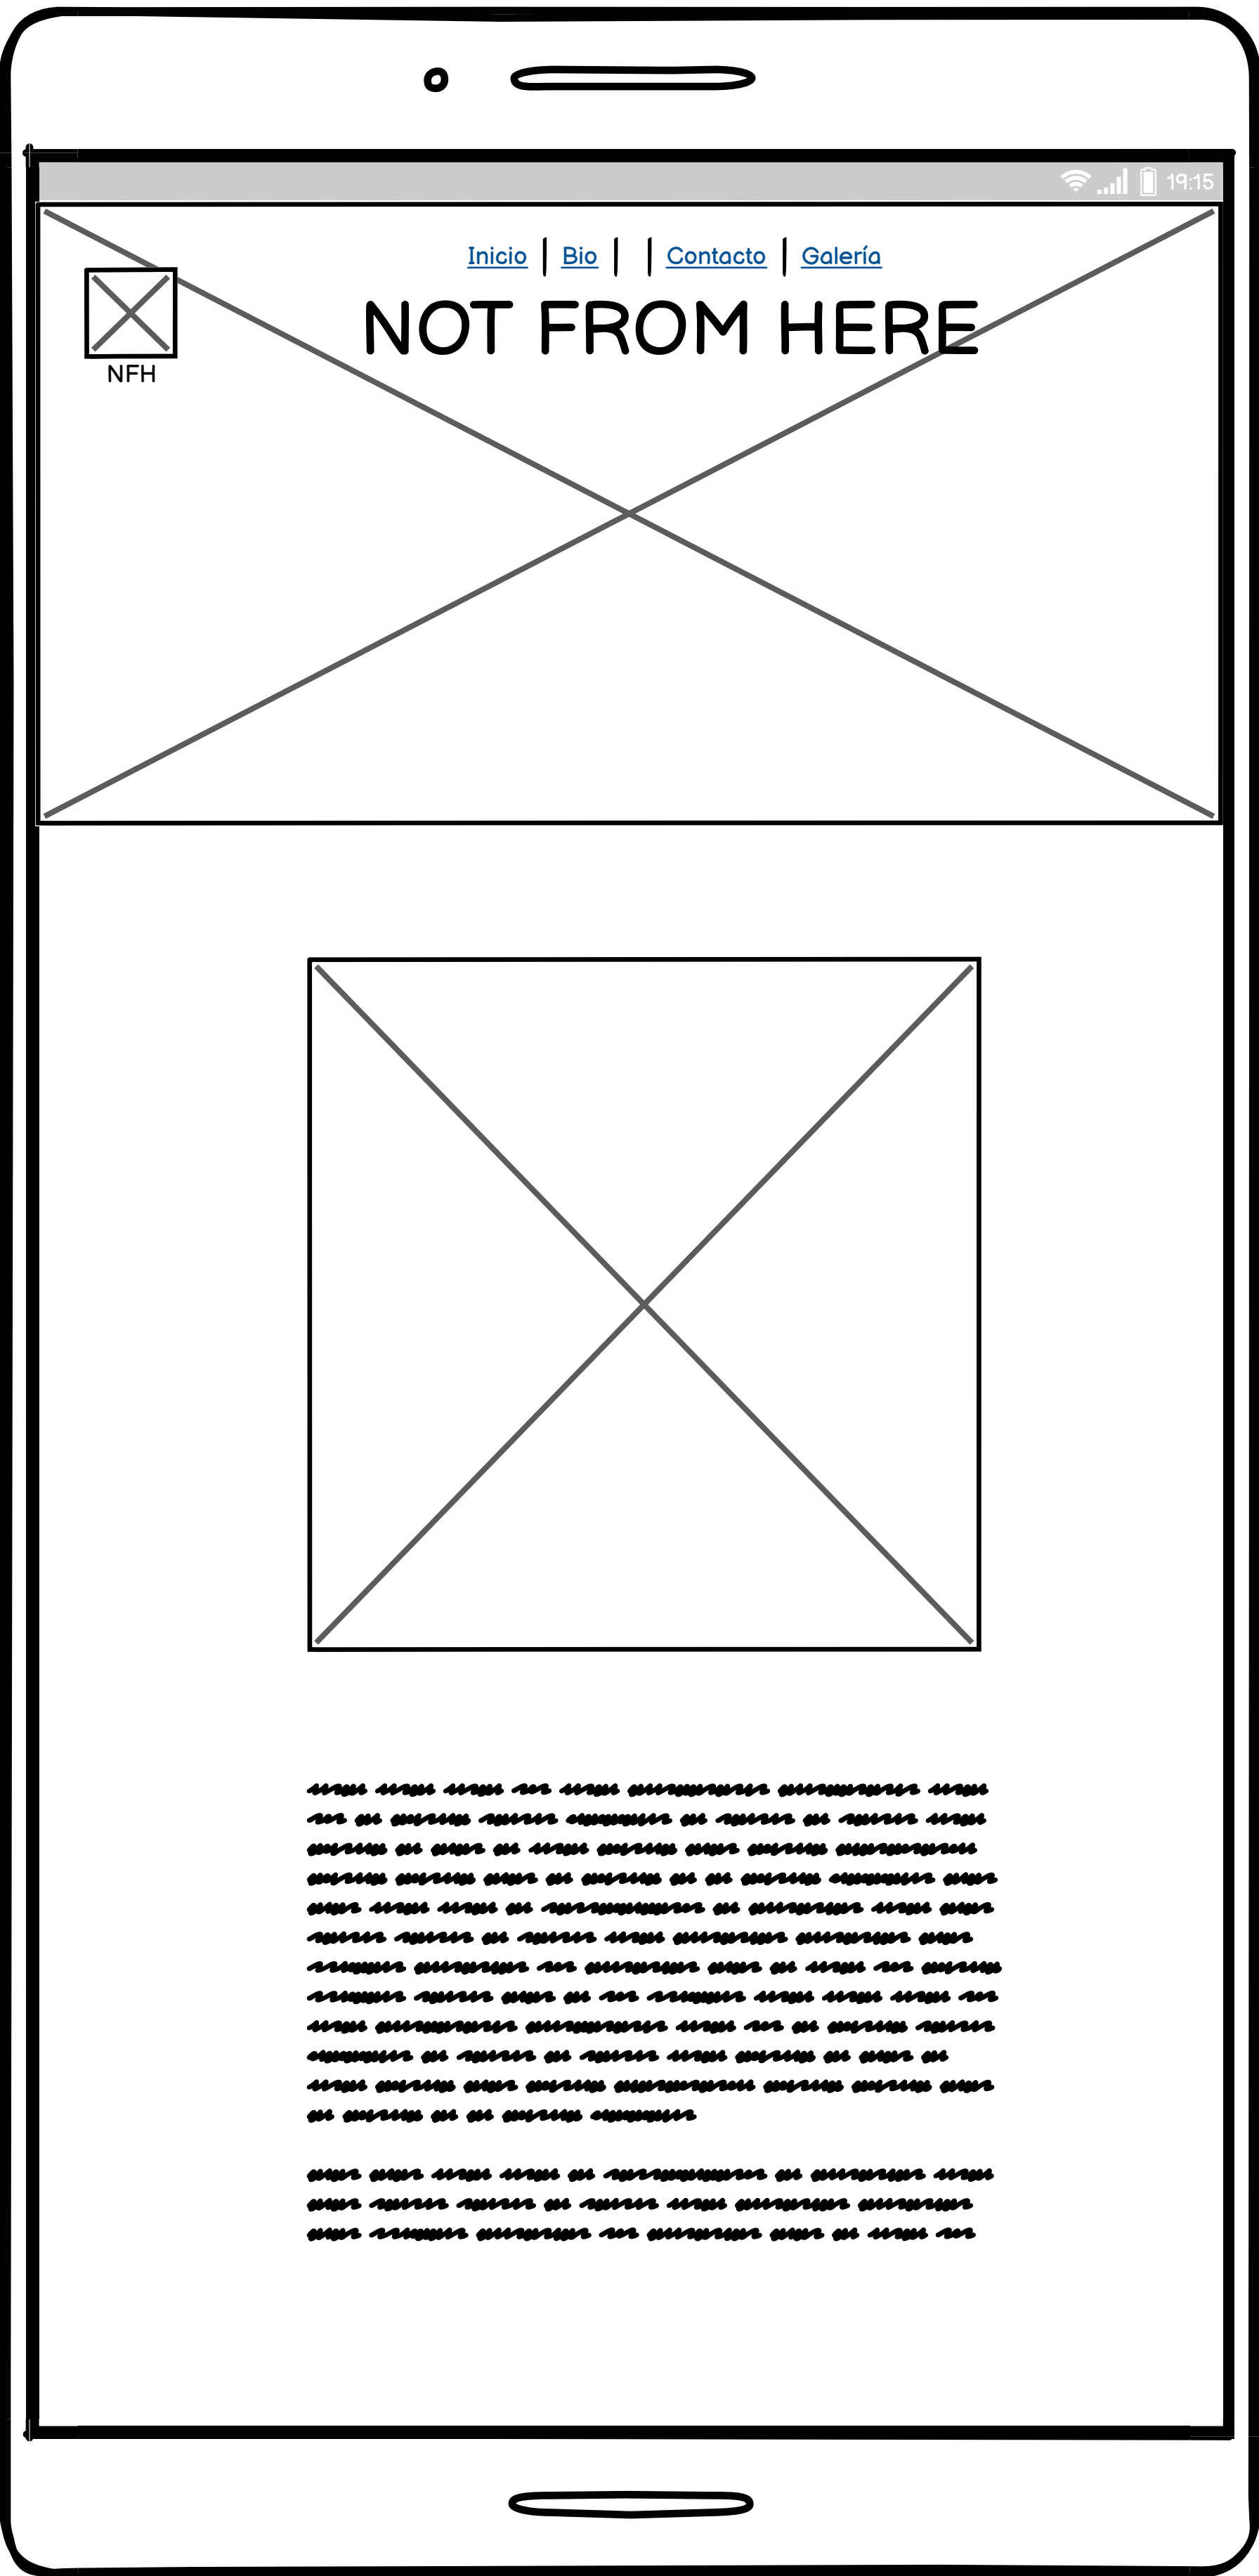 19:15
Inicio | Bio | | Contacto | Galería
NOT FROM HERE
NFH